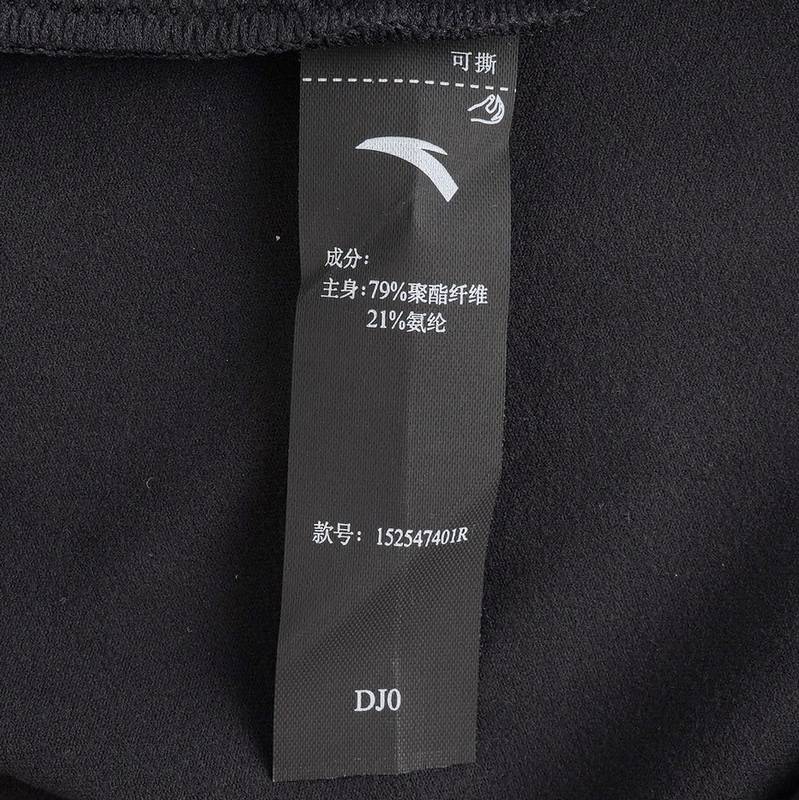 可撕
成分：
主身：79%聚酯纤维
21%氨纶
款号：152547401R
DJ0